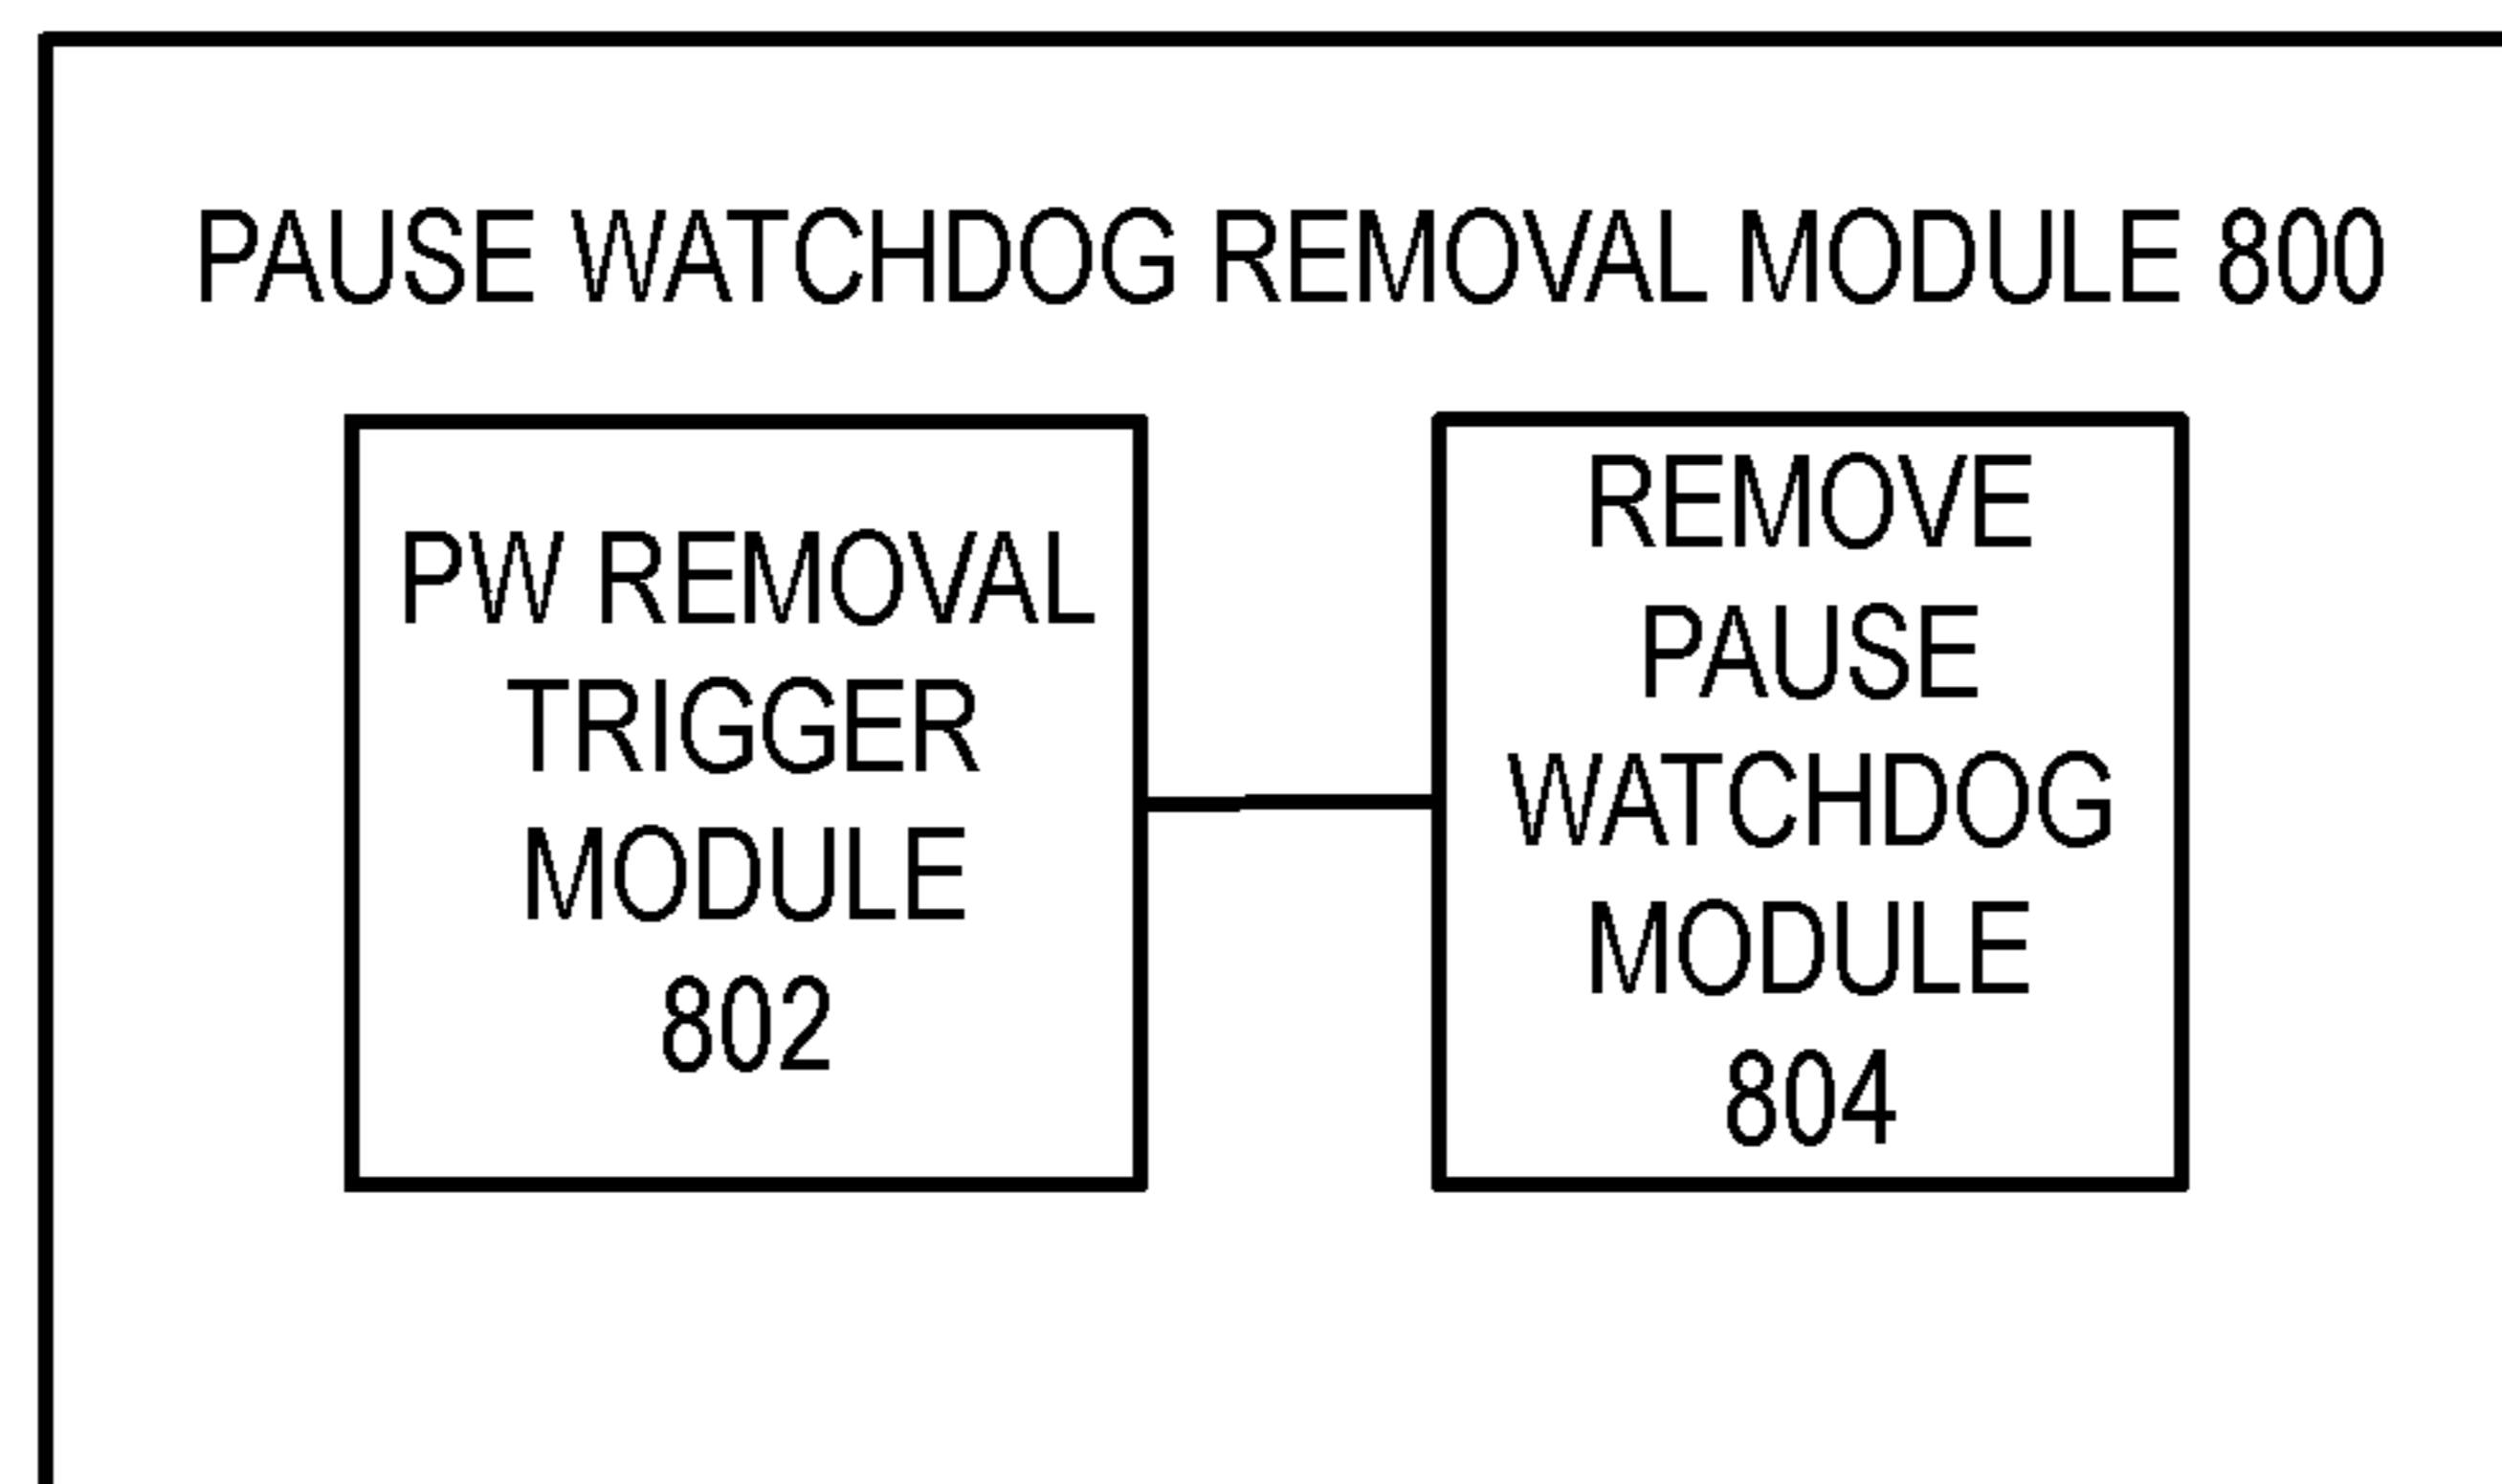 PAUSE WATCHDOG REMOVAL MODULE 800
PW REMOVAL
TRIGGER
MODULE
802
REMOVE
PAUSE
WATCHDOG
MODULE
804